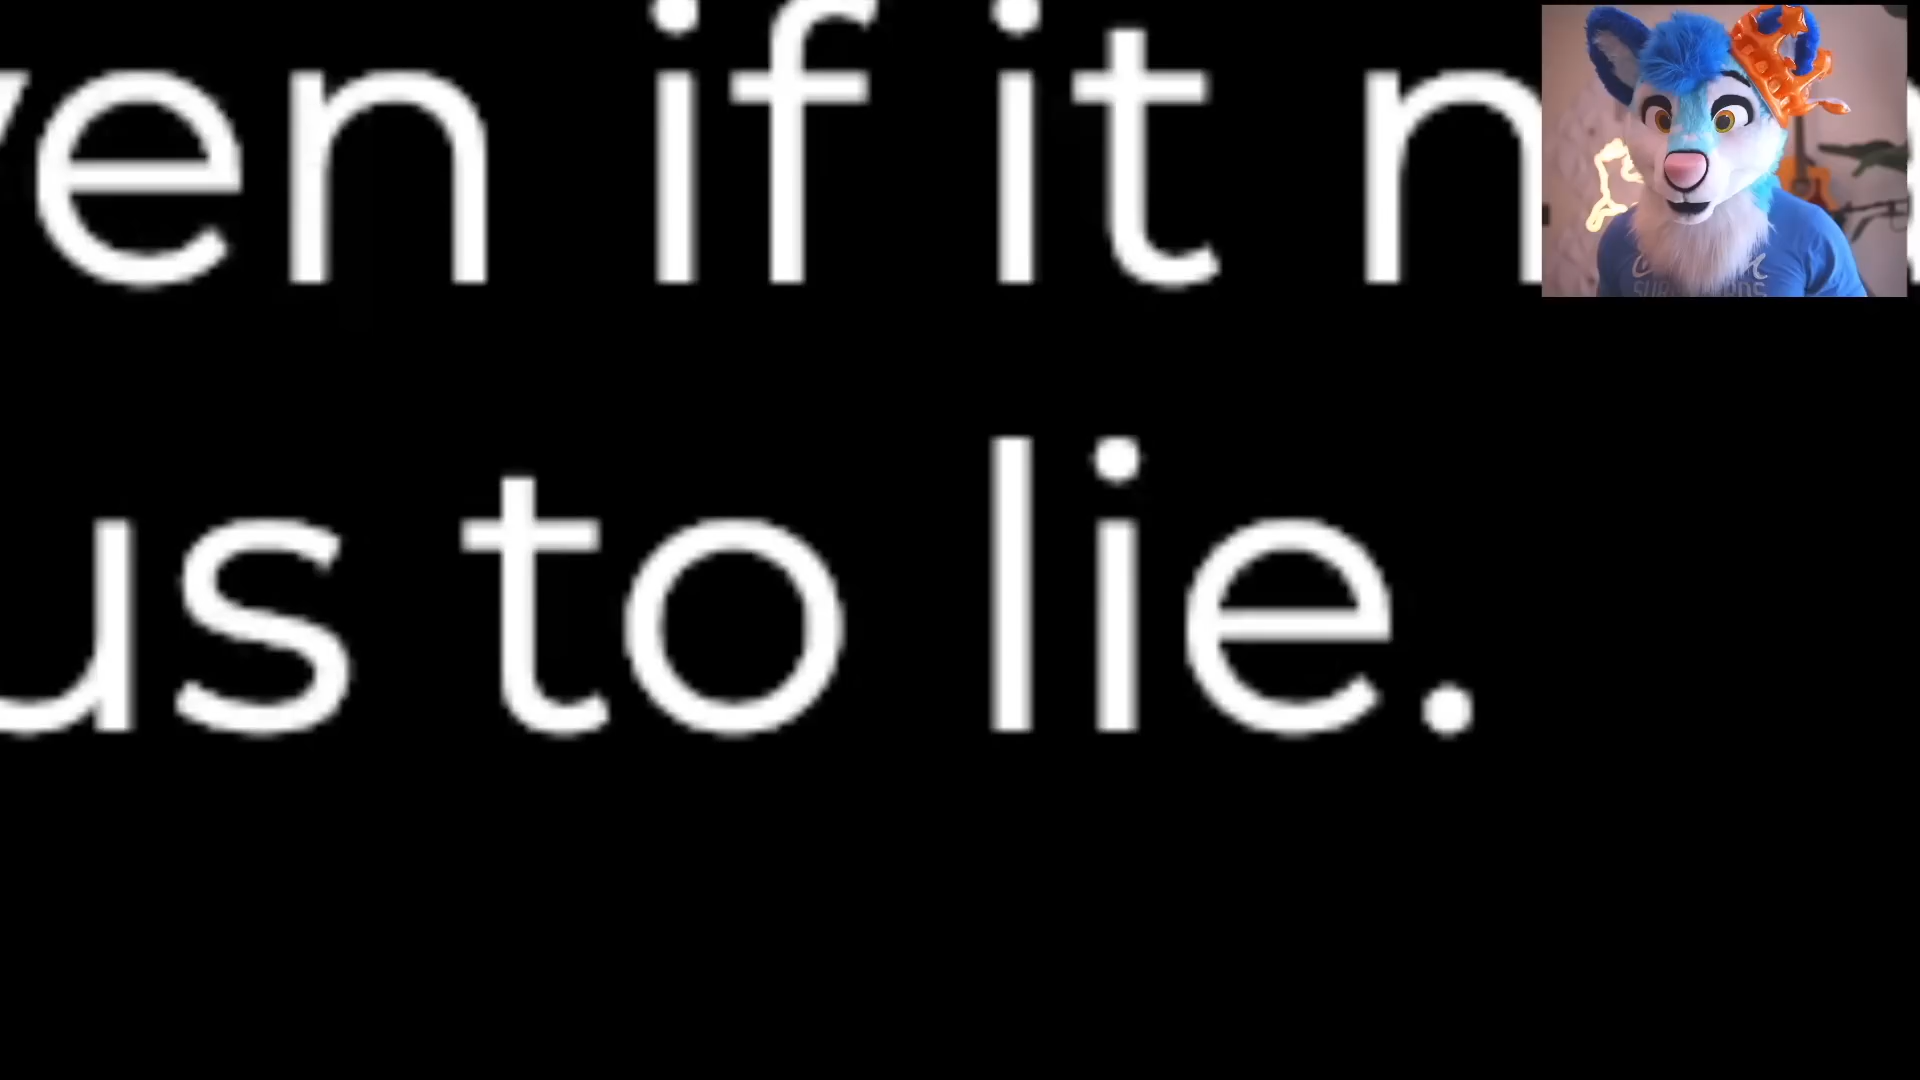 ven if it n
us to lie.